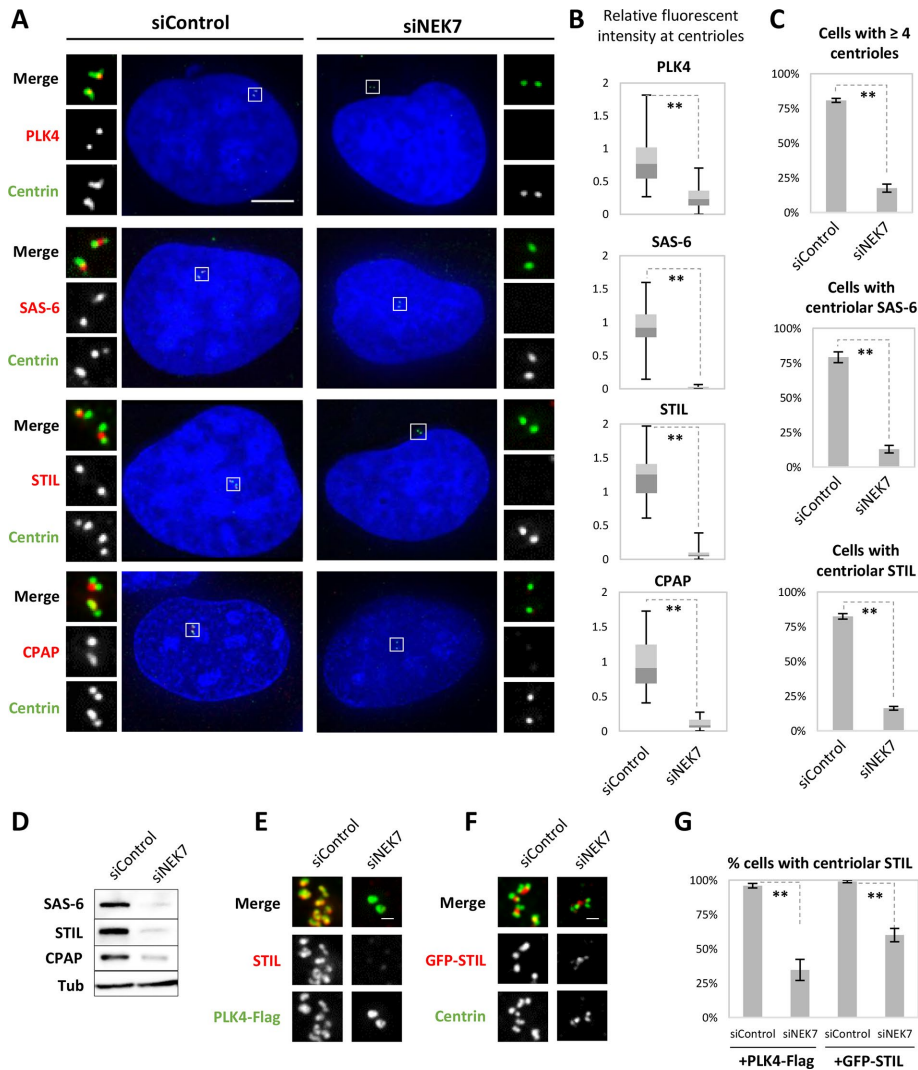 A
siControl
siNEK7
Merge
PLK4
Centrin
Merge
SAS-6
Centrin
Merge
STIL
Centrin
Merge
CPAP
Centrin
B
Relative fluorescent
intensity at centrioles
PLK4
2
1.5
1
0.5
0
**
SAS-6
2
1.5
1
0.5
0
**
STIL
2
1.5
1
0.5
0
**
CPAP
2
1.5
1
0.5
0
**
siControl
siNEK7
C
Cells with ≥ 4
centrioles
100%
75%
50%
25%
0%
**
siControl
siNEK7
Cells with
centriolar SAS-6
100%
75%
50%
25%
0%
**
siControl
siNEK7
Cells with
centriolar STIL
100%
75%
50%
25%
0%
**
siControl
siNEK7
D
siControl
siNEK7
SAS-6
STIL
CPAP
Tub
E
siControl
siNEK7
Merge
STIL
PLK4-Flag
F
siControl
siNEK7
Merge
GFP-STIL
Centrin
G
% cells with centriolar STIL
100%
75%
50%
25%
0%
**
**
siControl siNEK7 siControl siNEK7
+PLK4-Flag +GFP-STIL